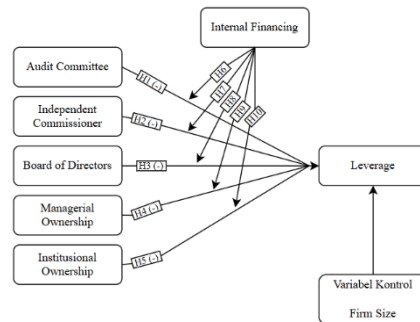 Internal Financing
Audit Committee
H1 (-)
H6
H7
H8
H9
H10
Independent
Commissioner
H2 (-)
Board of Directors
H3 (-)
Leverage
Managerial
Ownership
H4 (-)
Institutional
Ownership
H5 (-)
Variabel Kontrol
Firm Size